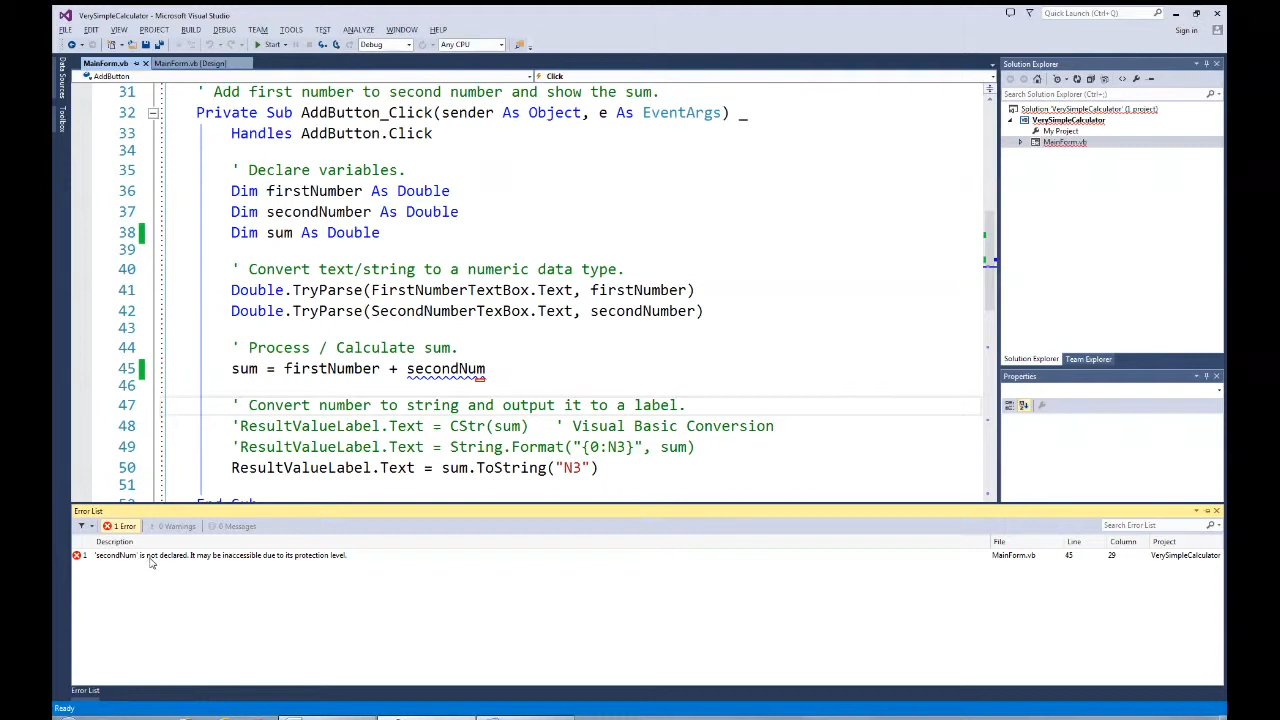 VerySimpleCalculator - Microsoft Visual Studio
Quick Launch (Ctrl+Q)
FILE EDIT VIEW PROJECT BUILD DEBUG TEAM TOOLS TEST ANALYZE WINDOW HELP
Sign in
Start Debug Any CPU
Data Sources
Toolbox
MainForm.vb MainForm.vb [Design]
AddButton Click
31 ' Add first number to second number and show the sum.
32 Private Sub AddButton_Click(sender As Object, e As EventArgs) _
33 Handles AddButton.Click
34
35 ' Declare variables.
36 Dim firstNumber As Double
37 Dim secondNumber As Double
38 Dim sum As Double
39
40 ' Convert text/string to a numeric data type.
41 Double.TryParse(FirstNumberTextBox.Text, firstNumber)
42 Double.TryParse(SecondNumberTexBox.Text, secondNumber)
43
44 ' Process / Calculate sum.
45 sum = firstNumber + secondNum
46
47 ' Convert number to string and output it to a label.
48 'ResultValueLabel.Text = CStr(sum) ' Visual Basic Conversion
49 'ResultValueLabel.Text = String.Format("{0:N3}", sum)
50 ResultValueLabel.Text = sum.ToString("N3")
51
52 End Sub
Solution Explorer
Search Solution Explorer (Ctrl+;)
Solution 'VerySimpleCalculator' (1 project)
VerySimpleCalculator
My Project
MainForm.vb
Solution Explorer Team Explorer
Properties
Error List
1 Error 0 Warnings 0 Messages
Search Error List
Description File Line Column Project
1 'secondNum' is not declared. It may be inaccessible due to its protection level. MainForm.vb 45 29 VerySimpleCalculator
Error List
Ready